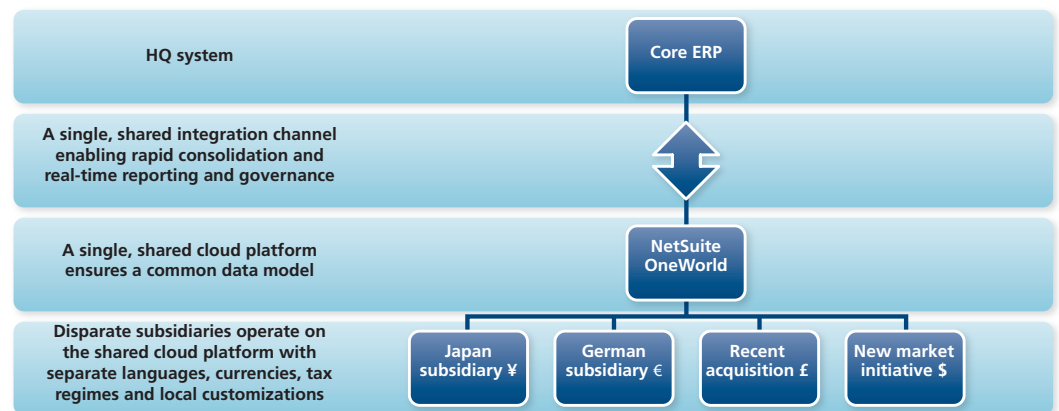 HQ system
Core ERP
A single, shared integration channel
enabling rapid consolidation and
real-time reporting and governance
A single, shared cloud platform
ensures a common data model
NetSuite
OneWorld
Disparate subsidiaries operate on
the shared cloud platform with
separate languages, currencies, tax
regimes and local customizations
Japan
subsidiary ¥
German
subsidiary €
Recent
acquisition £
New market
initiative $